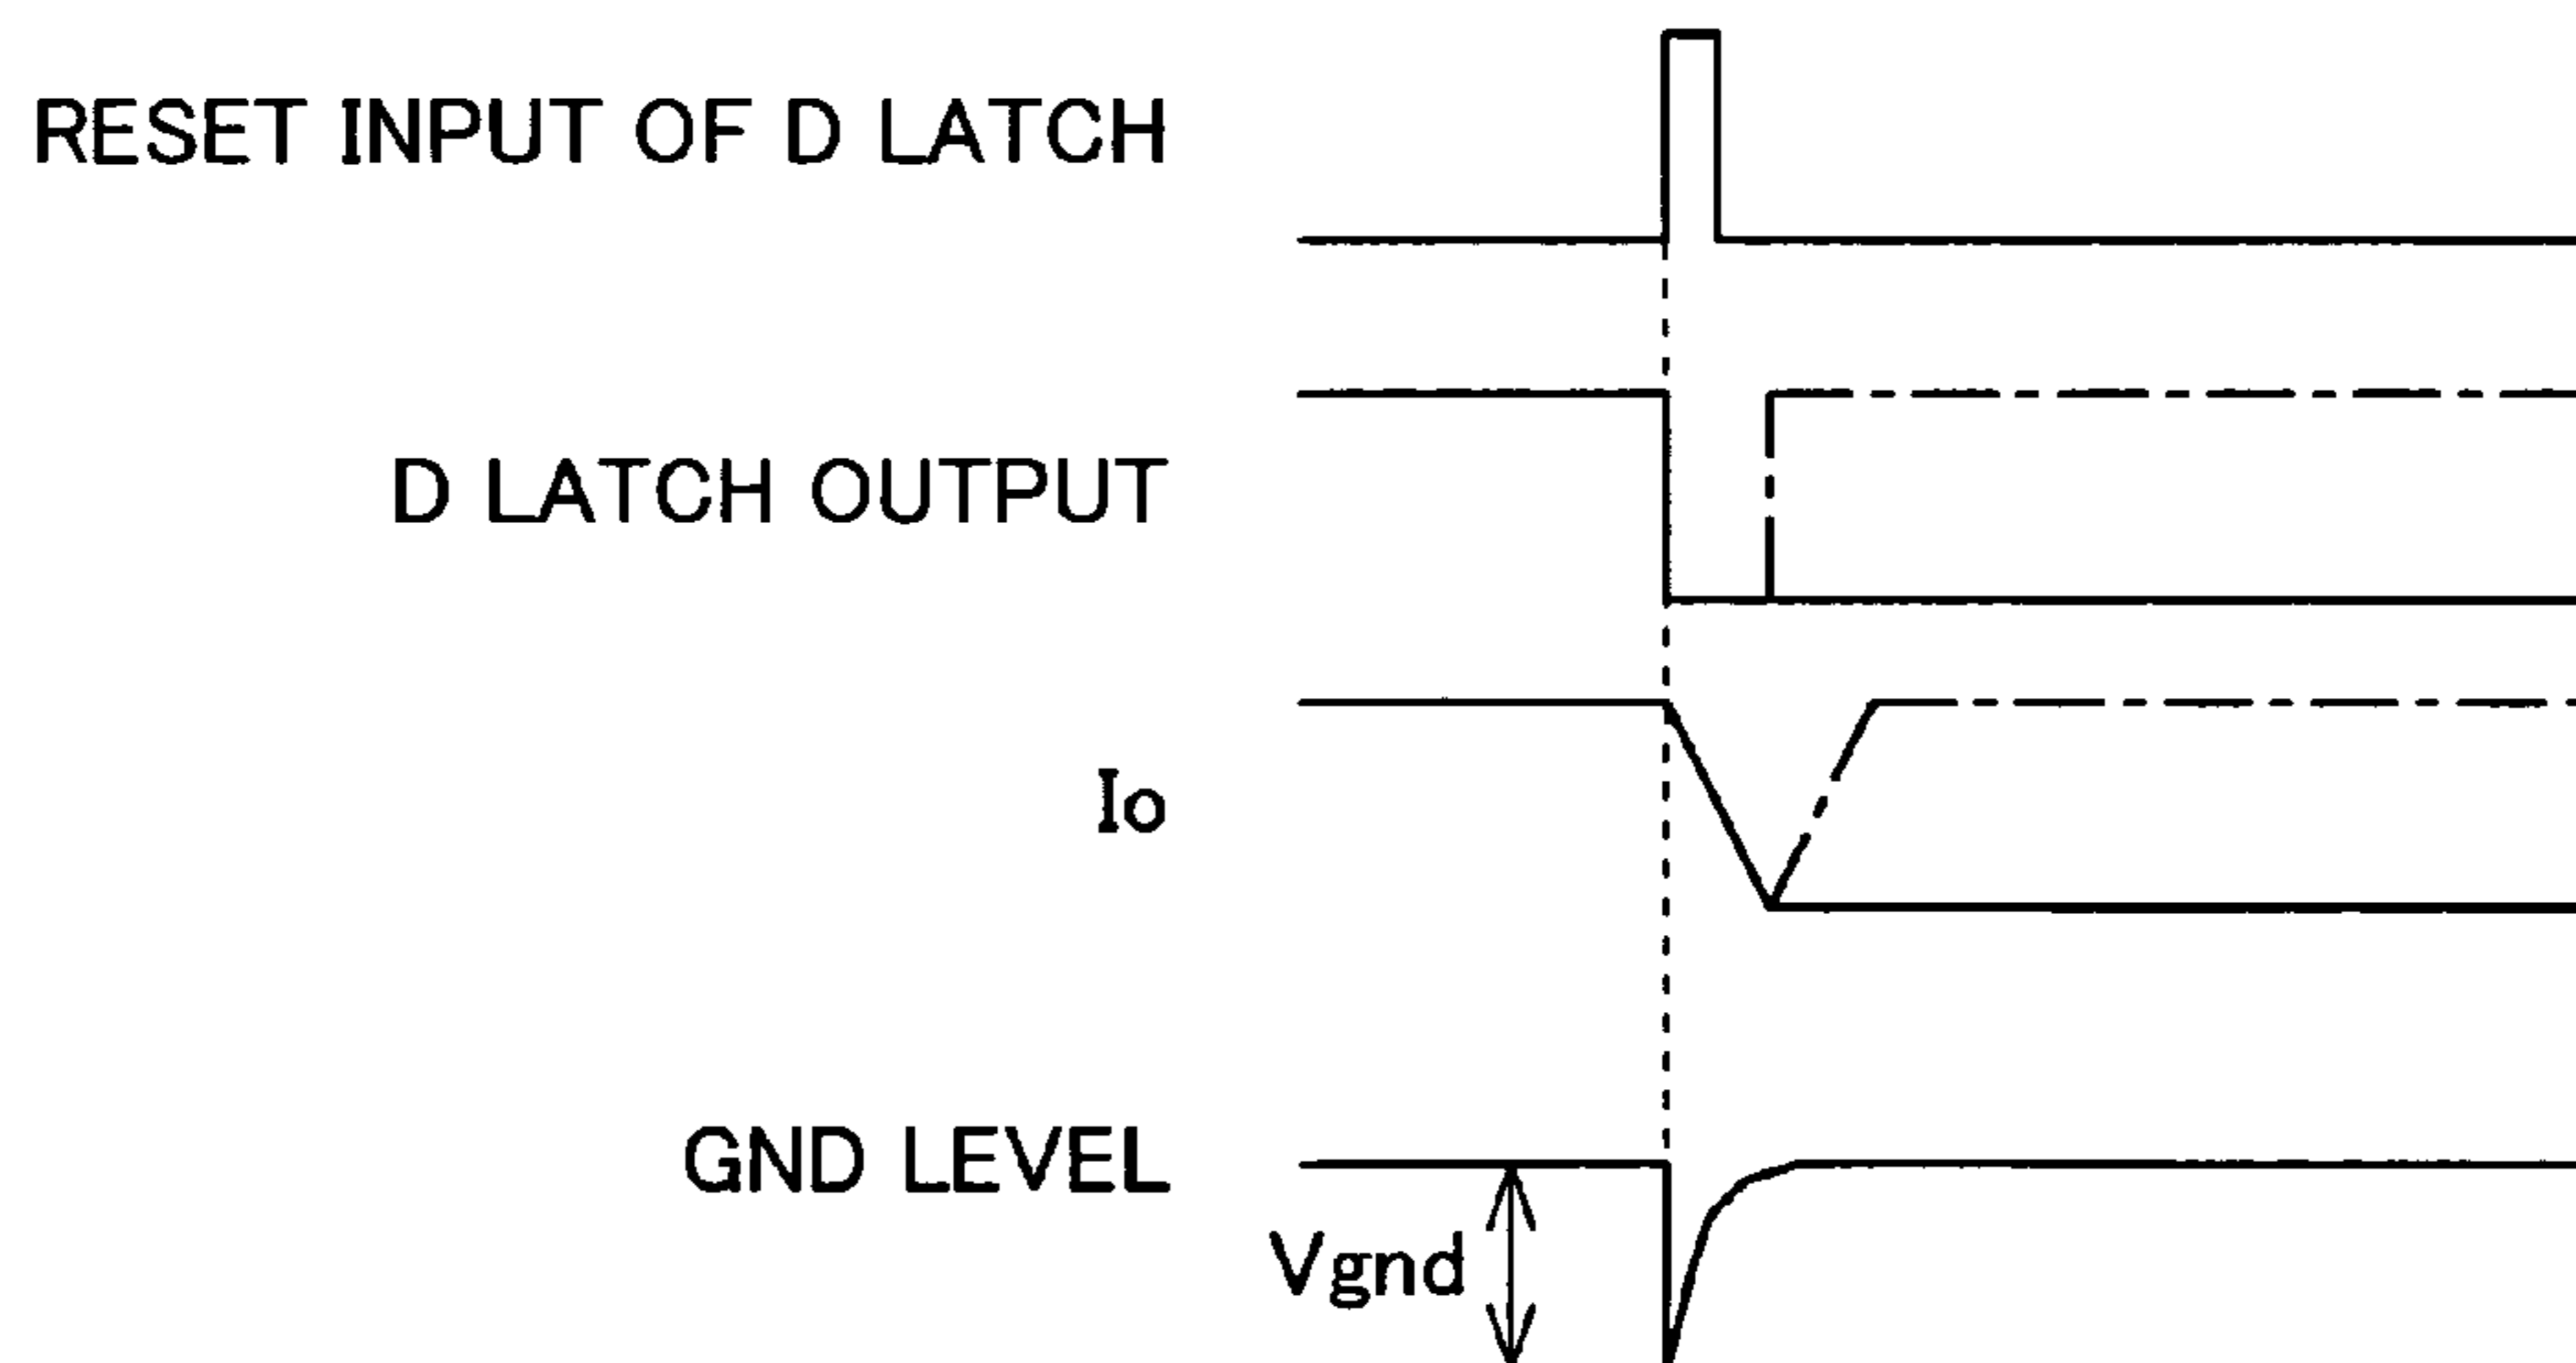 RESET INPUT OF D LATCH
D LATCH OUTPUT
Io
GND LEVEL
Vgnd